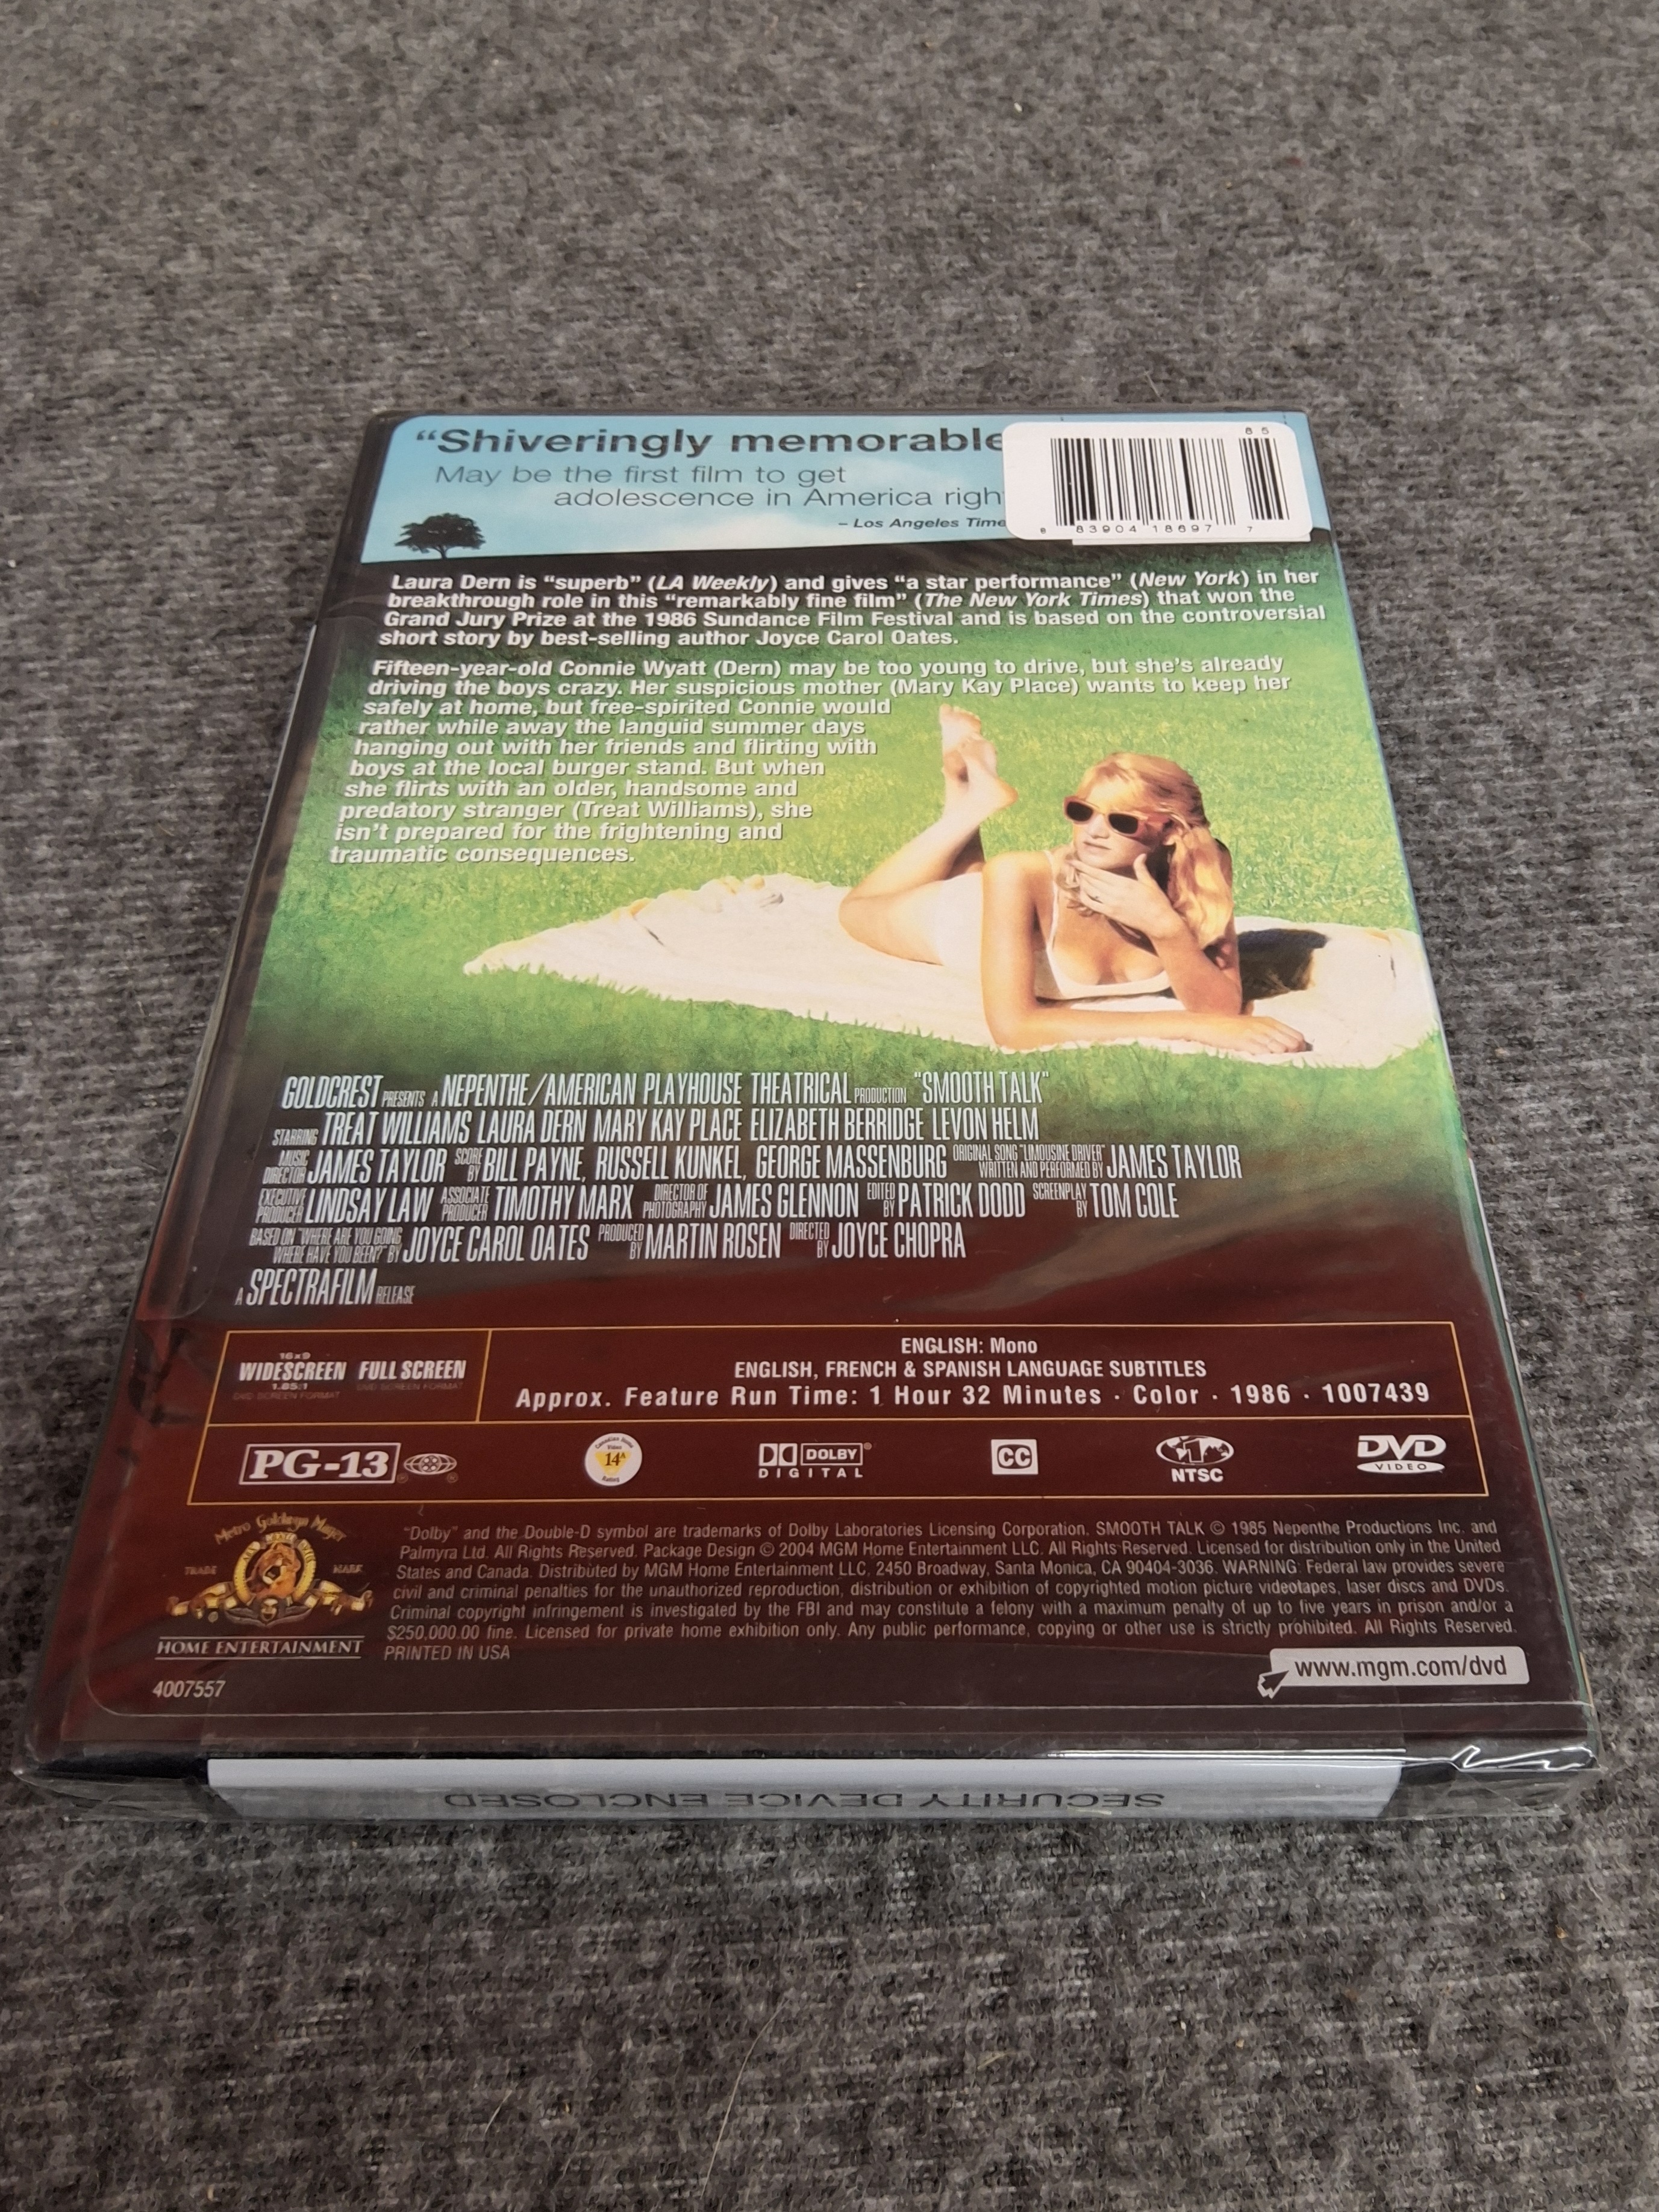 “Shiveringly memorable
May be the first film to get
adolescence in America righ
– Los Angeles Time
85
8 83904 18697 7
Laura Dern is “superb” (LA Weekly) and gives “a star performance” (New York) in her
breakthrough role in this “remarkably fine film” (The New York Times) that won the
Grand Jury Prize at the 1986 Sundance Film Festival and is based on the controversial
short story by best-selling author Joyce Carol Oates.
Fifteen-year-old Connie Wyatt (Dern) may be too young to drive, but she’s already
driving the boys crazy. Her suspicious mother (Mary Kay Place) wants to keep her
safely at home, but free-spirited Connie would
rather while away the languid summer days
hanging out with her friends and flirting with
boys at the local burger stand. But when
she flirts with an older, handsome and
predatory stranger (Treat Williams), she
isn’t prepared for the frightening and
traumatic consequences.
GOLDCREST PRESENTS A NEPENTHE/AMERICAN PLAYHOUSE THEATRICAL PRODUCTION "SMOOTH TALK"
STARRING TREAT WILLIAMS LAURA DERN MARY KAY PLACE ELIZABETH BERRIDGE LEVON HELM
MUSIC DIRECTOR JAMES TAYLOR SCORE BY BILL PAYNE, RUSSELL KUNKEL, GEORGE MASSENBURG ORIGINAL SONG "LIMOUSINE DRIVER" WRITTEN AND PERFORMED BY JAMES TAYLOR
EXECUTIVE PRODUCER LINDSAY LAW ASSOCIATE PRODUCER TIMOTHY MARX DIRECTOR OF PHOTOGRAPHY JAMES GLENNON EDITED BY PATRICK DODD SCREENPLAY BY TOM COLE
BASED ON "WHERE ARE YOU GOING, WHERE HAVE YOU BEEN?" BY JOYCE CAROL OATES PRODUCED BY MARTIN ROSEN DIRECTED BY JOYCE CHOPRA
A SPECTRAFILM RELEASE
16x9
WIDESCREEN FULL SCREEN
1.85:1
DVD SCREEN FORMAT DVD SCREEN FORMAT
ENGLISH: Mono
ENGLISH, FRENCH & SPANISH LANGUAGE SUBTITLES
Approx. Feature Run Time: 1 Hour 32 Minutes · Color · 1986 · 1007439
PG-13
Canadian Home
Video
14A
Rating
DOLBY
DIGITAL
CC
1
NTSC
DVD
VIDEO
Metro Goldwyn Mayer
TRADE MARK
HOME ENTERTAINMENT
"Dolby" and the Double-D symbol are trademarks of Dolby Laboratories Licensing Corporation. SMOOTH TALK © 1985 Nepenthe Productions Inc. and
Palmyra Ltd. All Rights Reserved. Package Design © 2004 MGM Home Entertainment LLC. All Rights Reserved. Licensed for distribution only in the United
States and Canada. Distributed by MGM Home Entertainment LLC, 2450 Broadway, Santa Monica, CA 90404-3036. WARNING: Federal law provides severe
civil and criminal penalties for the unauthorized reproduction, distribution or exhibition of copyrighted motion picture videotapes, laser discs and DVDs.
Criminal copyright infringement is investigated by the FBI and may constitute a felony with a maximum penalty of up to five years in prison and/or a
$250,000.00 fine. Licensed for private home exhibition only. Any public performance, copying or other use is strictly prohibited. All Rights Reserved.
PRINTED IN USA
www.mgm.com/dvd
4007557
SECURITY DEVICE ENCLOSED